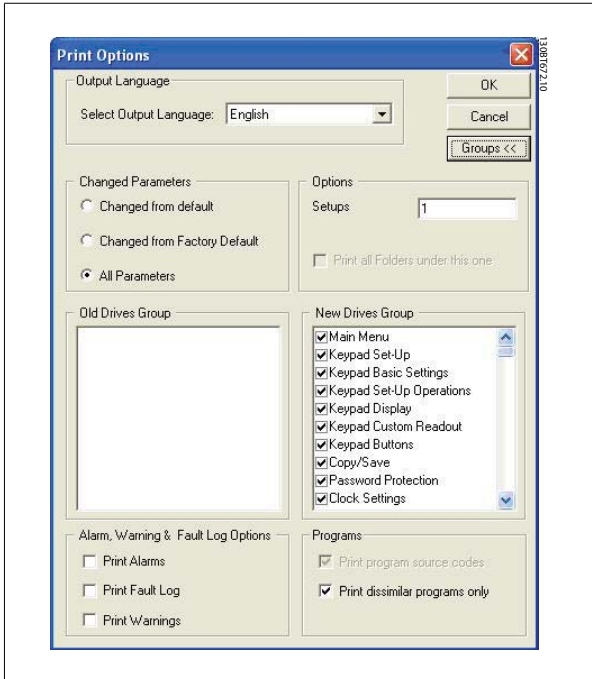 Print Options
130BT672.10
Output Language
Select Output Language: English
OK
Cancel
Groups <<
Changed Parameters
Changed from default
Changed from Factory Default
All Parameters
Options
Setups 1
Print all Folders under this one
Old Drives Group
New Drives Group
Main Menu
Keypad Set-Up
Keypad Basic Settings
Keypad Set-Up Operations
Keypad Display
Keypad Custom Readout
Keypad Buttons
Copy/Save
Password Protection
Clock Settings
Alarm, Warning & Fault Log Options
Print Alarms
Print Fault Log
Print Warnings
Programs
Print program source codes
Print dissimilar programs only